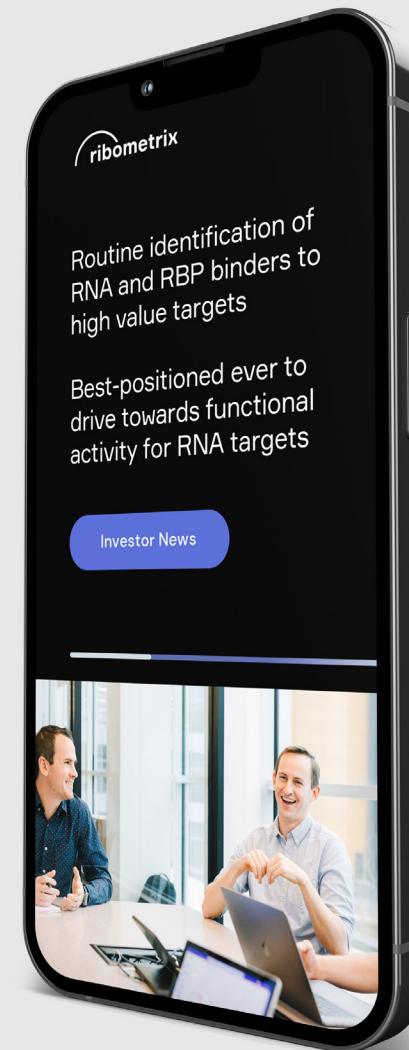 ribometrix
Routine identification of
RNA and RBP binders to
high value targets
Best-positioned ever to
drive towards functional
activity for RNA targets
Investor News